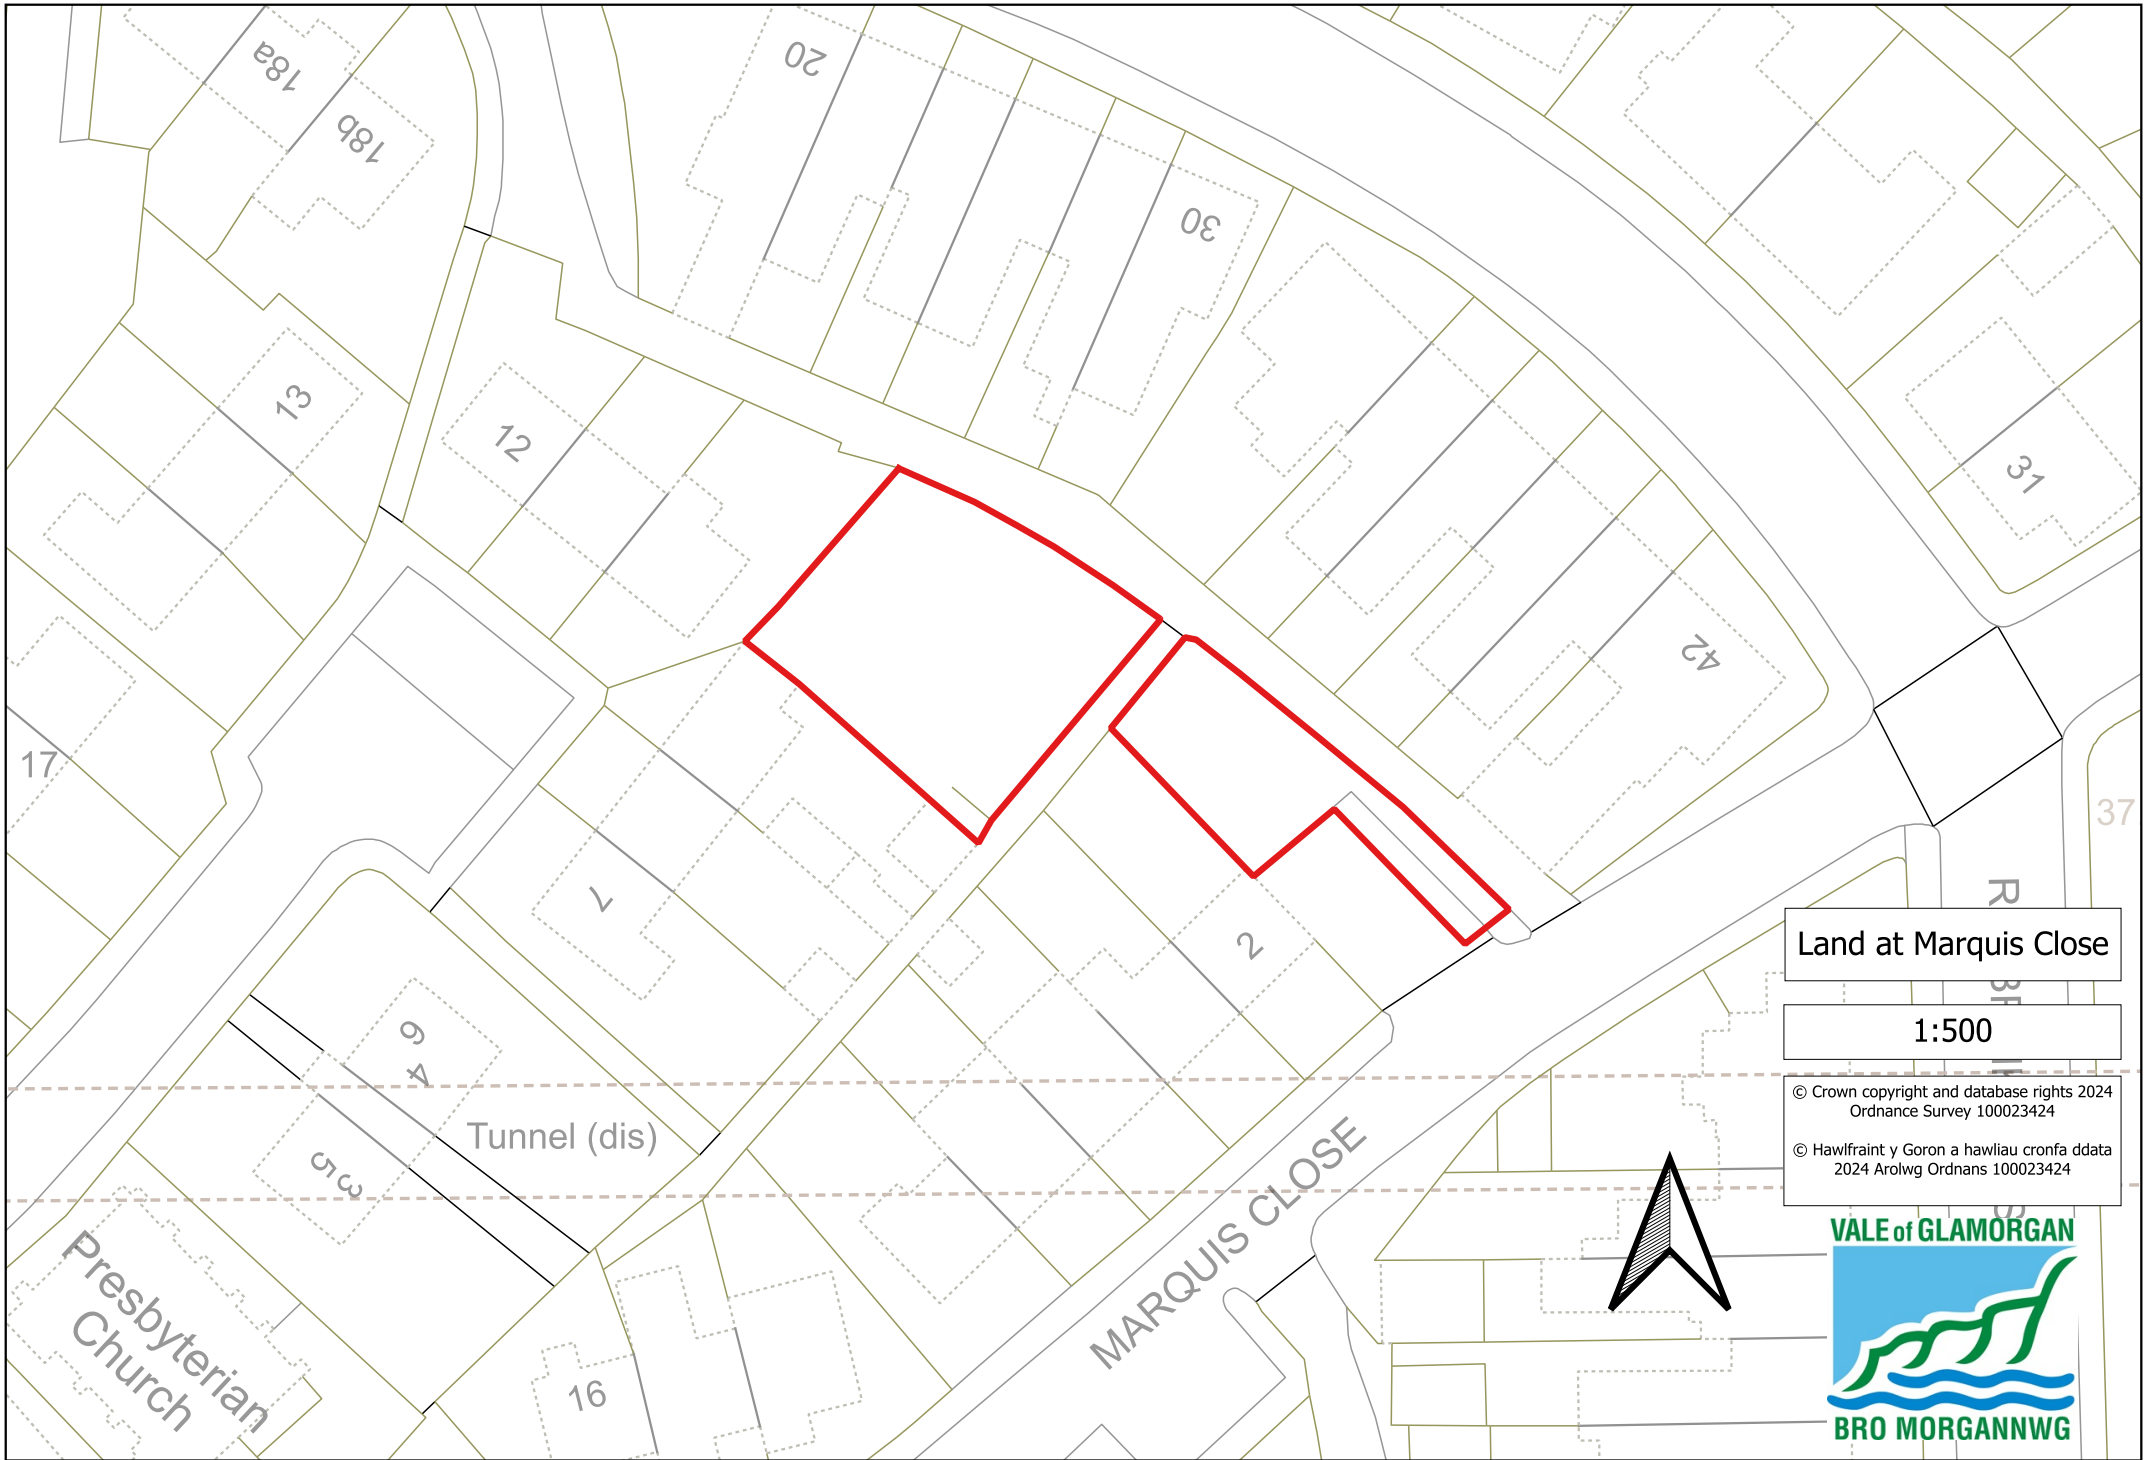 18a
18b
20
30
13
12
31
42
17
37
7
2
Land at Marquis Close
1:500
6
4
© Crown copyright and database rights 2024
Ordnance Survey 100023424
© Hawlfraint y Goron a hawliau cronfa ddata
2024 Arolwg Ordnans 100023424
Tunnel (dis)
5
3
MARQUIS CLOSE
Presbyterian
Church
16
VALE of GLAMORGAN
BRO MORGANNWG